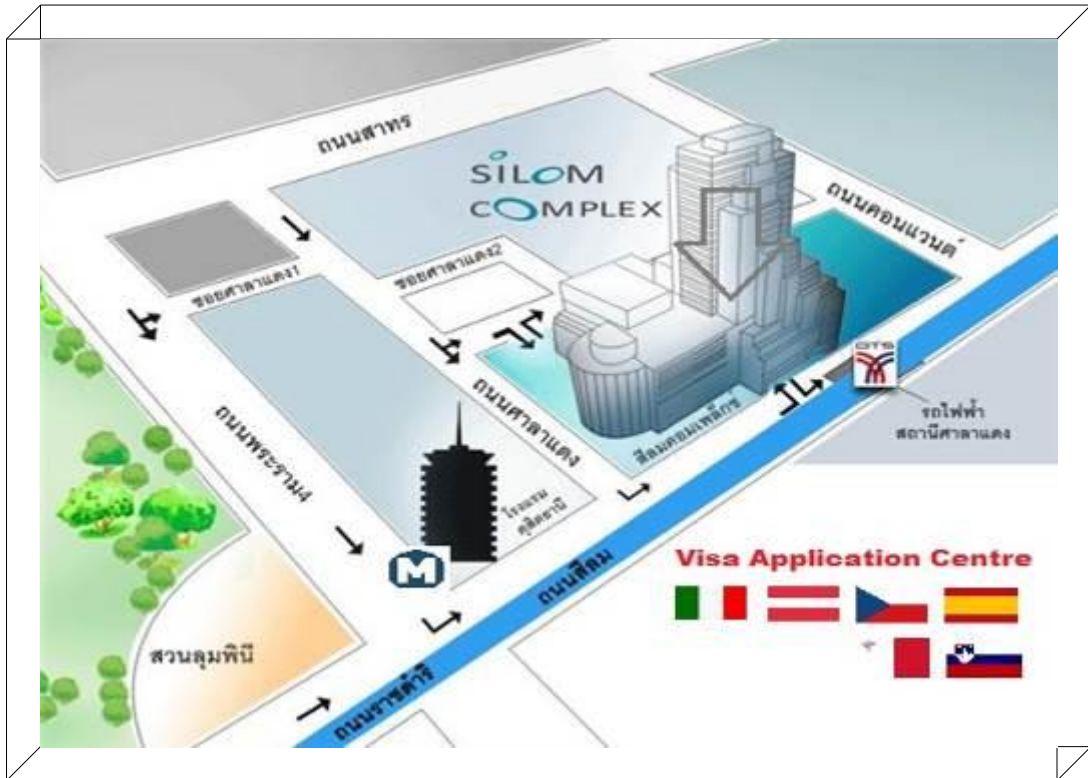 ถนนสาทร
SILOM
COMPLEX
ถนนคอนแวนต์
ซอยศาลาแดง1
ซอยศาลาแดง2
BTS
รถไฟฟ้า
สถานีศาลาแดง
ถนนศาลาแดง
สีลมคอมเพล็กซ
ถนนพระราม4
โรงแรม
ดุสิตธานี
M
ถนนสีลม
Visa Application Centre
สวนลุมพินี
ถนนราชดำริ